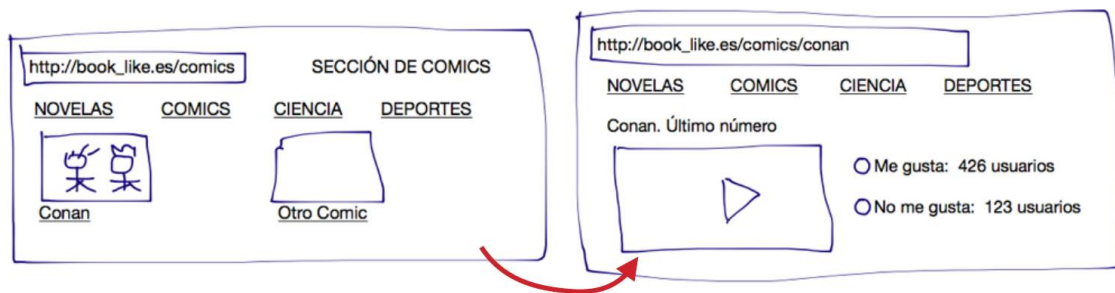 http://book_like.es/comics
SECCIÓN DE COMICS
NOVELAS COMICS CIENCIA DEPORTES
Conan Otro Comic
http://book_like.es/comics/conan
NOVELAS COMICS CIENCIA DEPORTES
Conan. Último número
Me gusta: 426 usuarios
No me gusta: 123 usuarios